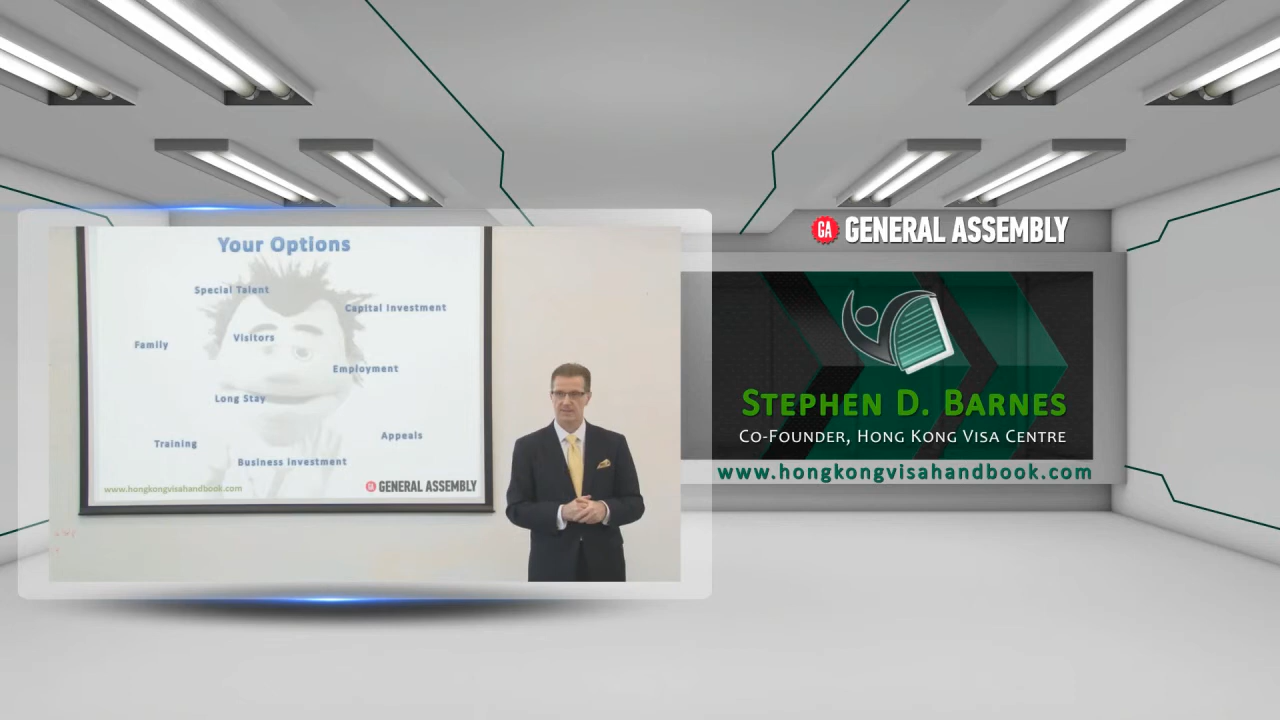 Your Options
Special Talent
Capital Investment
Visitors
Family
Employment
Long Stay
Training
Appeals
Business Investment
www.hongkongvisahandbook.com
GA GENERAL ASSEMBLY
GA GENERAL ASSEMBLY
STEPHEN D. BARNES
CO-FOUNDER, HONG KONG VISA CENTRE
www.hongkongvisahandbook.com